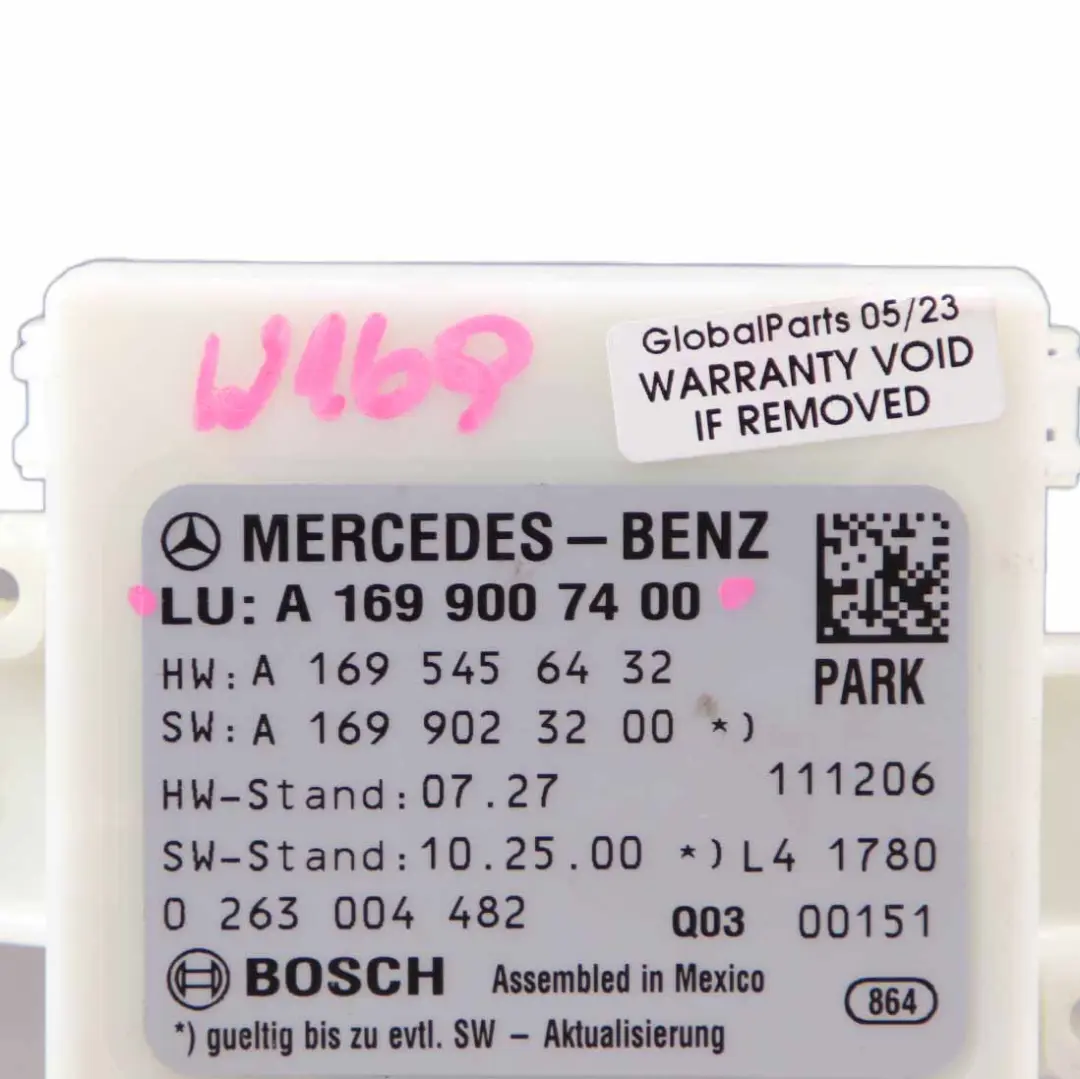 W169
GlobalParts 05/23
WARRANTY VOID
IF REMOVED
MERCEDES – BENZ
LU: A 169 900 74 00
HW: A 169 545 64 32
PARK
SW: A 169 902 32 00 *)
HW-Stand: 07.27 111206
SW-Stand: 10.25.00 *) L4 1780
0 263 004 482 Q03 00151
BOSCH Assembled in Mexico
864
*) gueltig bis zu evtl. SW – Aktualisierung